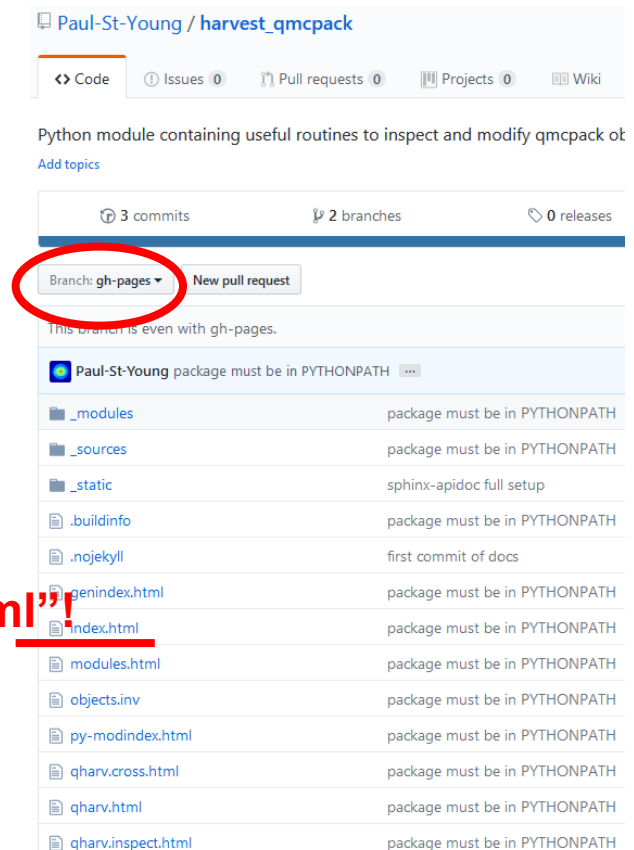 Paul-St-Young / harvest_qmcpack
Code Issues 0 Pull requests 0 Projects 0 Wiki
Python module containing useful routines to inspect and modify qmcpack ob
Add topics
3 commits 2 branches 0 releases
Branch: gh-pages New pull request
This branch is even with gh-pages.
Paul-St-Young package must be in PYTHONPATH ...
_modules package must be in PYTHONPATH
_sources package must be in PYTHONPATH
_static sphinx-apidoc full setup
.buildinfo package must be in PYTHONPATH
.nojekyll first commit of docs
genindex.html package must be in PYTHONPATH
ml”!
index.html package must be in PYTHONPATH
modules.html package must be in PYTHONPATH
objects.inv package must be in PYTHONPATH
py-modindex.html package must be in PYTHONPATH
qharv.cross.html package must be in PYTHONPATH
qharv.html package must be in PYTHONPATH
qharv.inspect.html package must be in PYTHONPATH